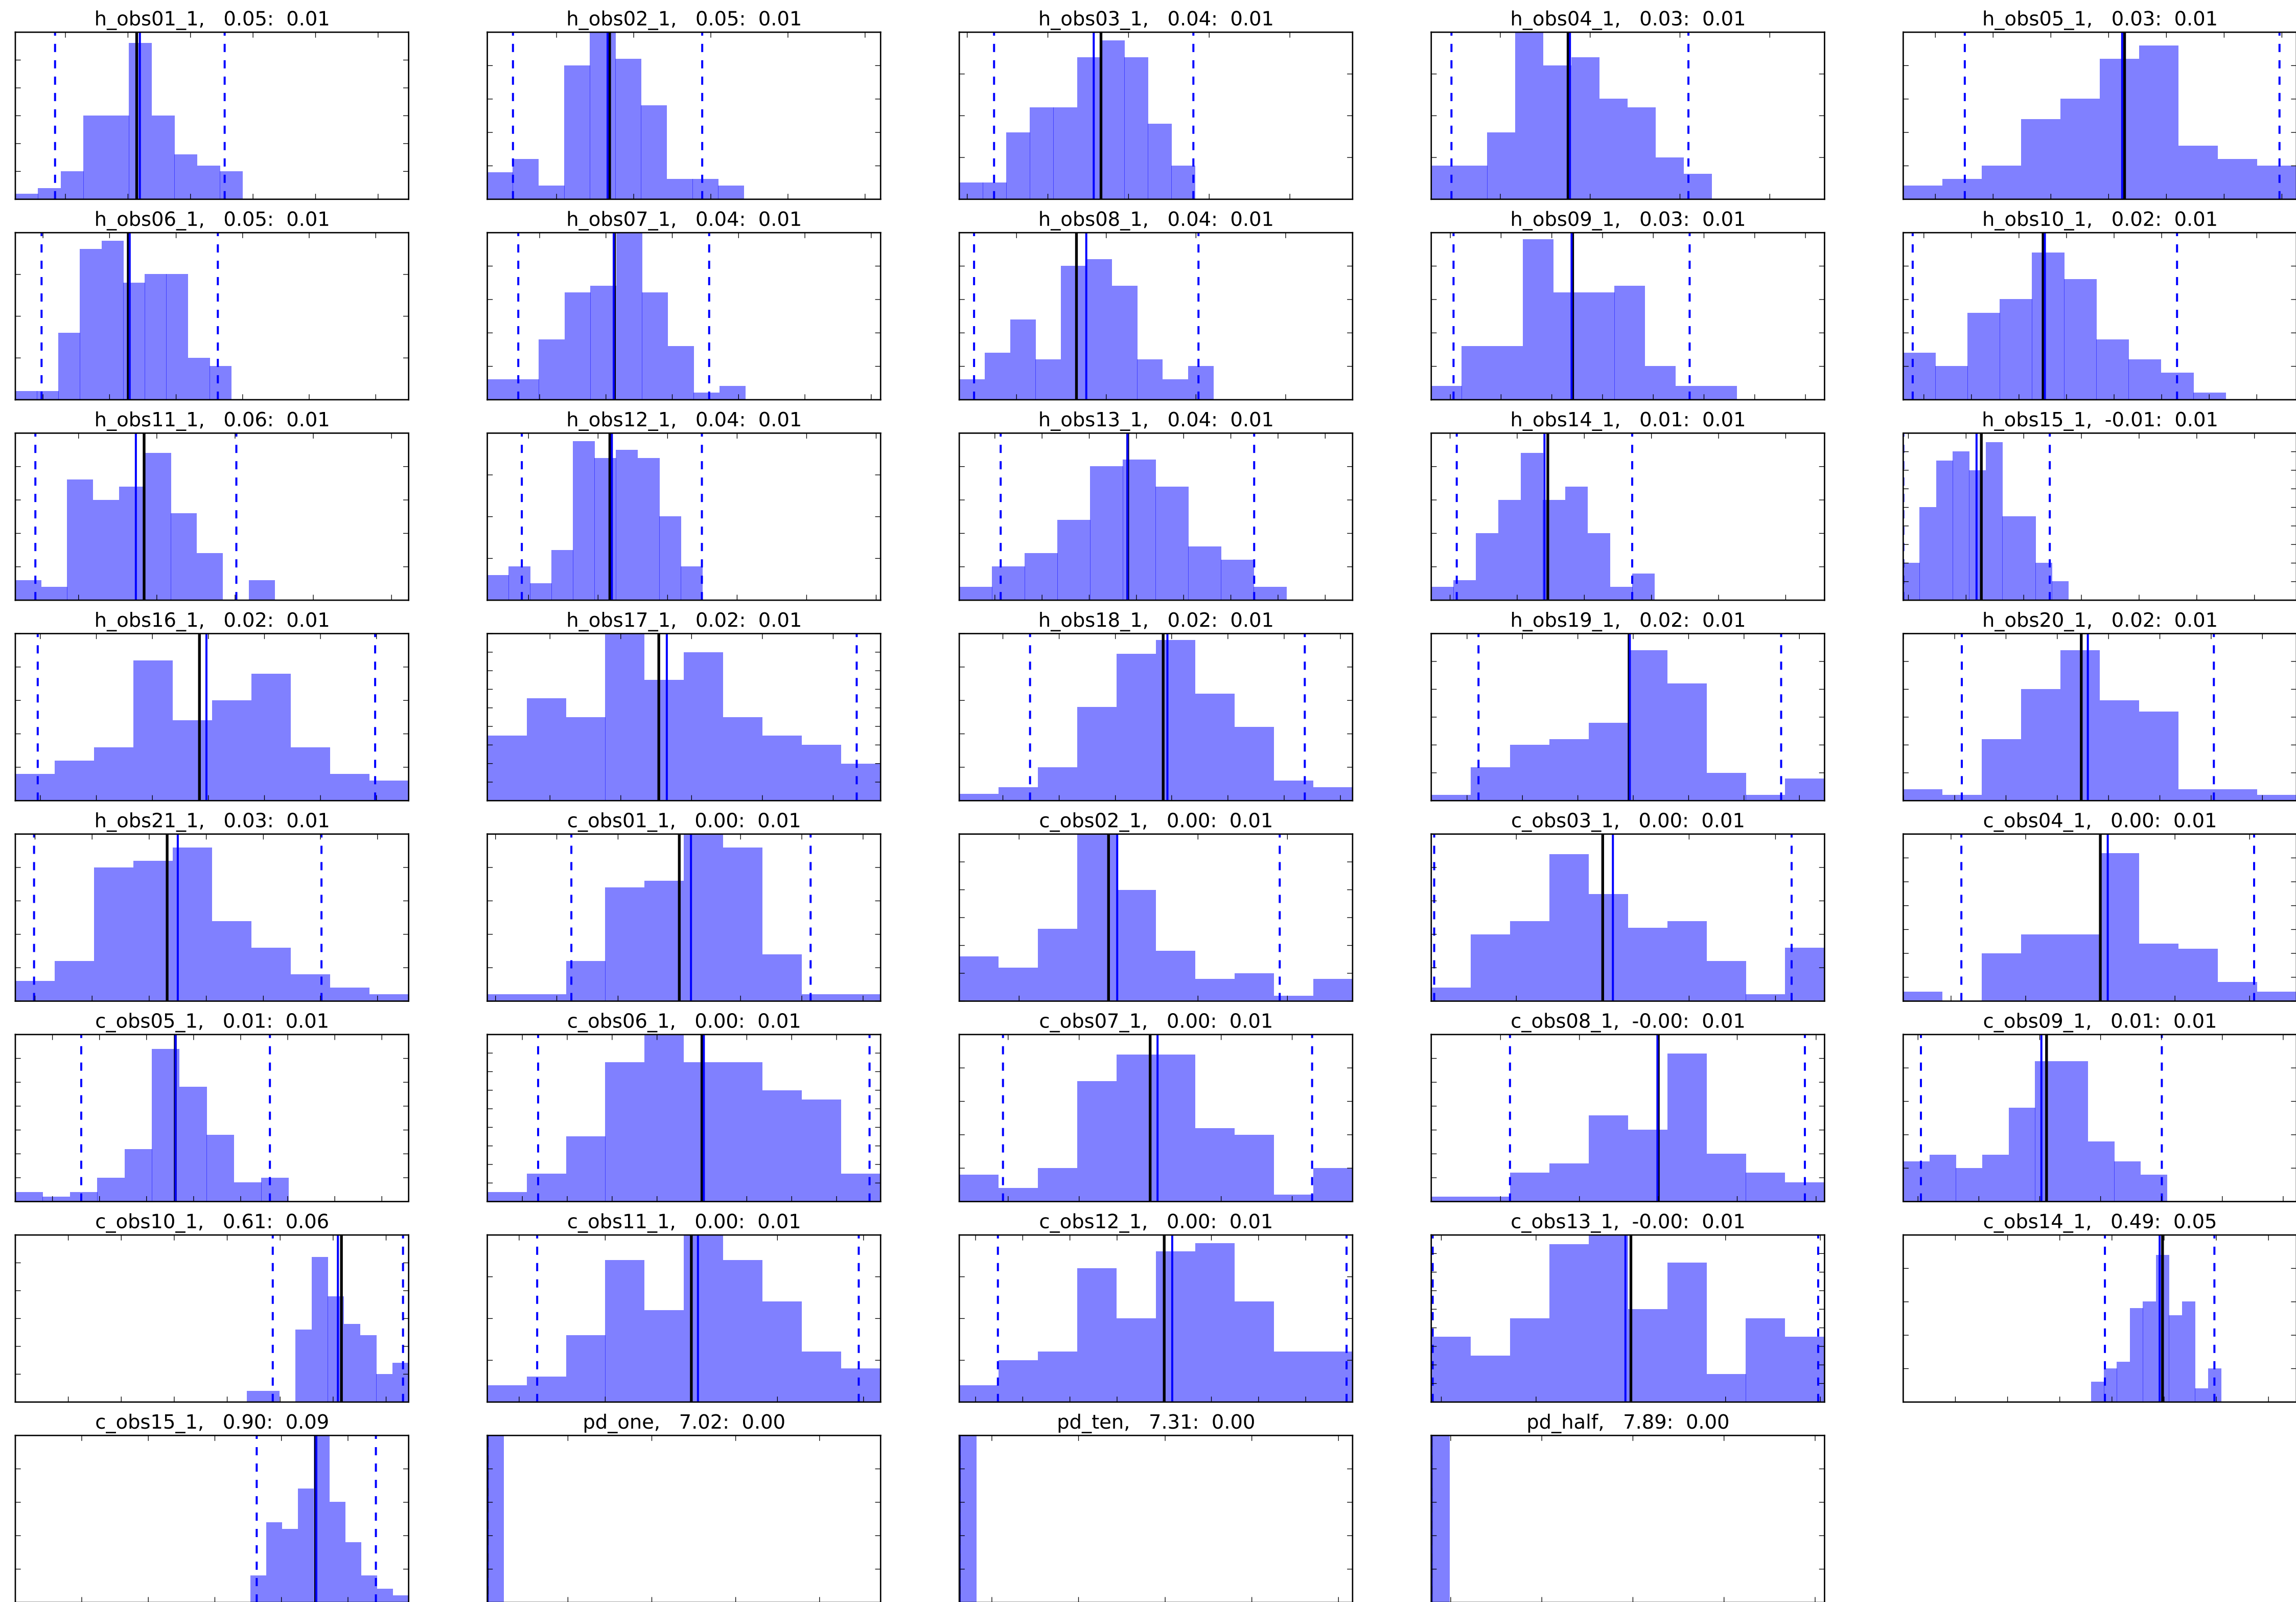 h_obs01_1,   0.05:  0.01
h_obs02_1,   0.05:  0.01
h_obs03_1,   0.04:  0.01
h_obs04_1,   0.03:  0.01
h_obs05_1,   0.03:  0.01
h_obs06_1,   0.05:  0.01
h_obs07_1,   0.04:  0.01
h_obs08_1,   0.04:  0.01
h_obs09_1,   0.03:  0.01
h_obs10_1,   0.02:  0.01
h_obs11_1,   0.06:  0.01
h_obs12_1,   0.04:  0.01
h_obs13_1,   0.04:  0.01
h_obs14_1,   0.01:  0.01
h_obs15_1,  -0.01:  0.01
h_obs16_1,   0.02:  0.01
h_obs17_1,   0.02:  0.01
h_obs18_1,   0.02:  0.01
h_obs19_1,   0.02:  0.01
h_obs20_1,   0.02:  0.01
h_obs21_1,   0.03:  0.01
c_obs01_1,   0.00:  0.01
c_obs02_1,   0.00:  0.01
c_obs03_1,   0.00:  0.01
c_obs04_1,   0.00:  0.01
c_obs05_1,   0.01:  0.01
c_obs06_1,   0.00:  0.01
c_obs07_1,   0.00:  0.01
c_obs08_1,  -0.00:  0.01
c_obs09_1,   0.01:  0.01
c_obs10_1,   0.61:  0.06
c_obs11_1,   0.00:  0.01
c_obs12_1,   0.00:  0.01
c_obs13_1,  -0.00:  0.01
c_obs14_1,   0.49:  0.05
c_obs15_1,   0.90:  0.09
pd_one,   7.02:  0.00
pd_ten,   7.31:  0.00
pd_half,   7.89:  0.00